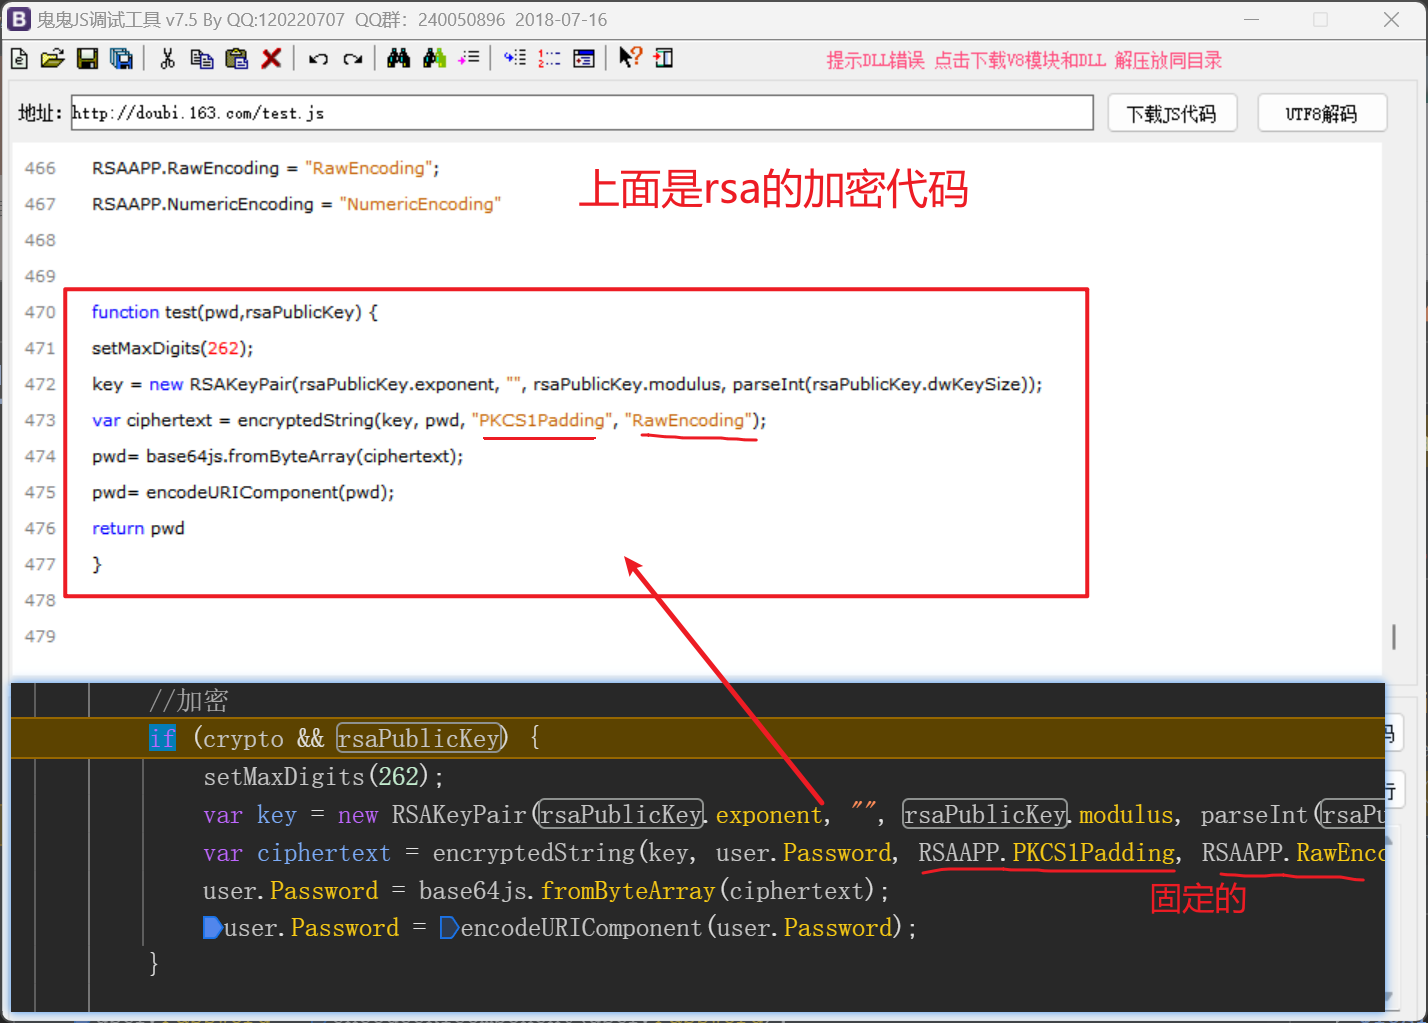 鬼鬼JS调试工具 v7.5 By QQ:120220707 QQ群：240050896 2018-07-16
提示DLL错误 点击下载V8模块和DLL 解压放同目录
地址: http://doubi.163.com/test.js 下载JS代码 UTF8解码
466 RSAAPP.RawEncoding = "RawEncoding";
上面是rsa的加密代码
467 RSAAPP.NumericEncoding = "NumericEncoding"
468
469
470 function test(pwd,rsaPublicKey) {
471 setMaxDigits(262);
472 key = new RSAKeyPair(rsaPublicKey.exponent, "", rsaPublicKey.modulus, parseInt(rsaPublicKey.dwKeySize));
473 var ciphertext = encryptedString(key, pwd, "PKCS1Padding", "RawEncoding");
474 pwd= base64js.fromByteArray(ciphertext);
475 pwd= encodeURIComponent(pwd);
476 return pwd
477 }
478
479
//加密
if (crypto && rsaPublicKey) {
setMaxDigits(262);
var key = new RSAKeyPair(rsaPublicKey.exponent, "", rsaPublicKey.modulus, parseInt(rsaPu
var ciphertext = encryptedString(key, user.Password, RSAAPP.PKCS1Padding, RSAAPP.RawEnco
user.Password = base64js.fromByteArray(ciphertext);
固定的
user.Password = encodeURIComponent(user.Password);
}